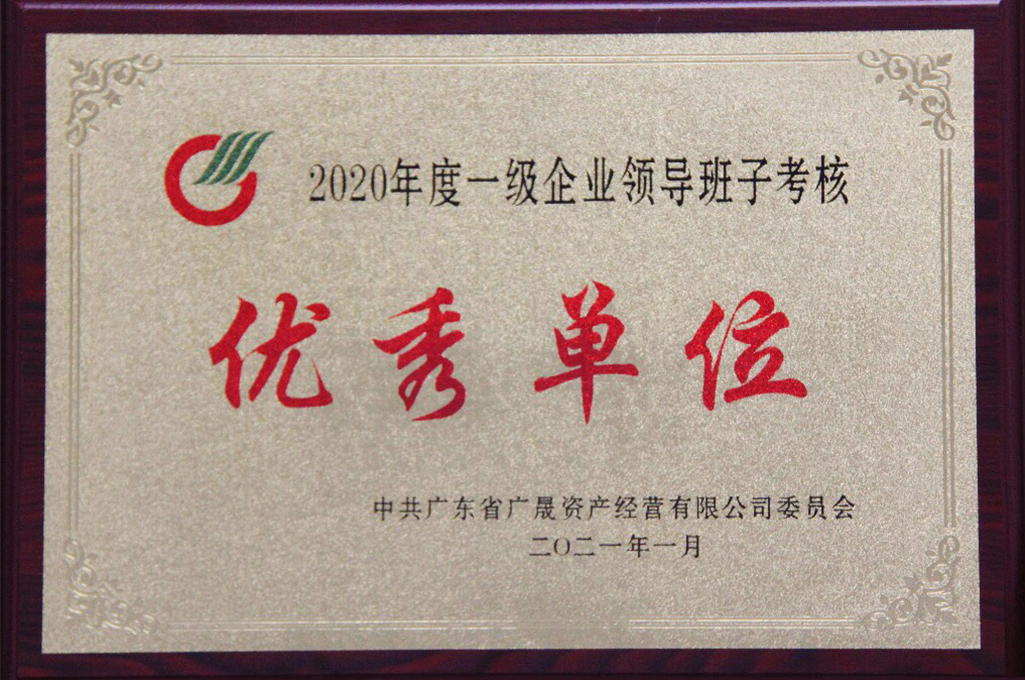 2020年度一级企业领导班子考核
优秀单位
中共广东省广晟资产经营有限公司委员会
二〇二一年一月